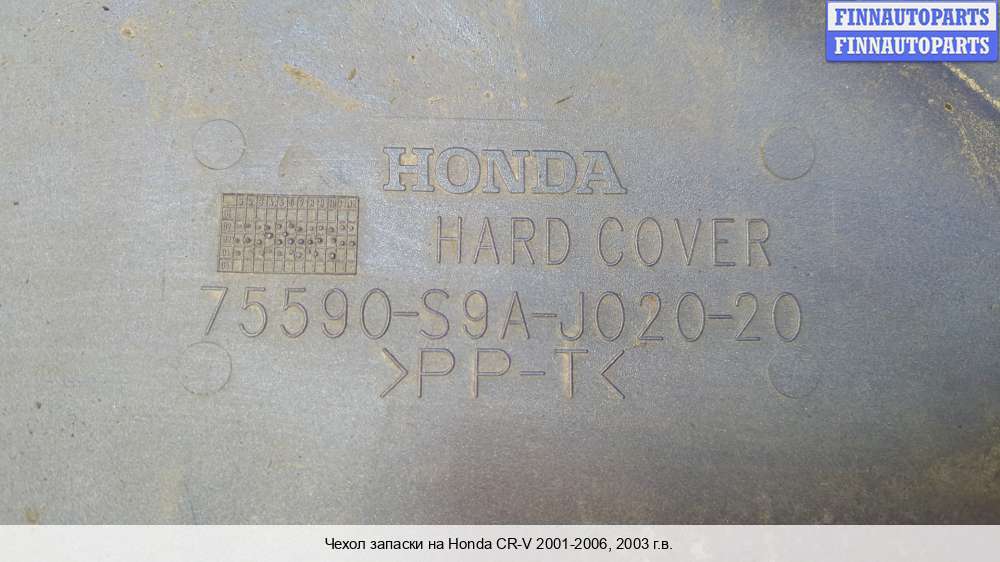 FINNAUTOPARTS
FINNAUTOPARTS
HONDA
HARD COVER
75590-S9A-J020-20
>PP-T<
Чехол запаски на Honda CR-V 2001-2006, 2003 г.в.